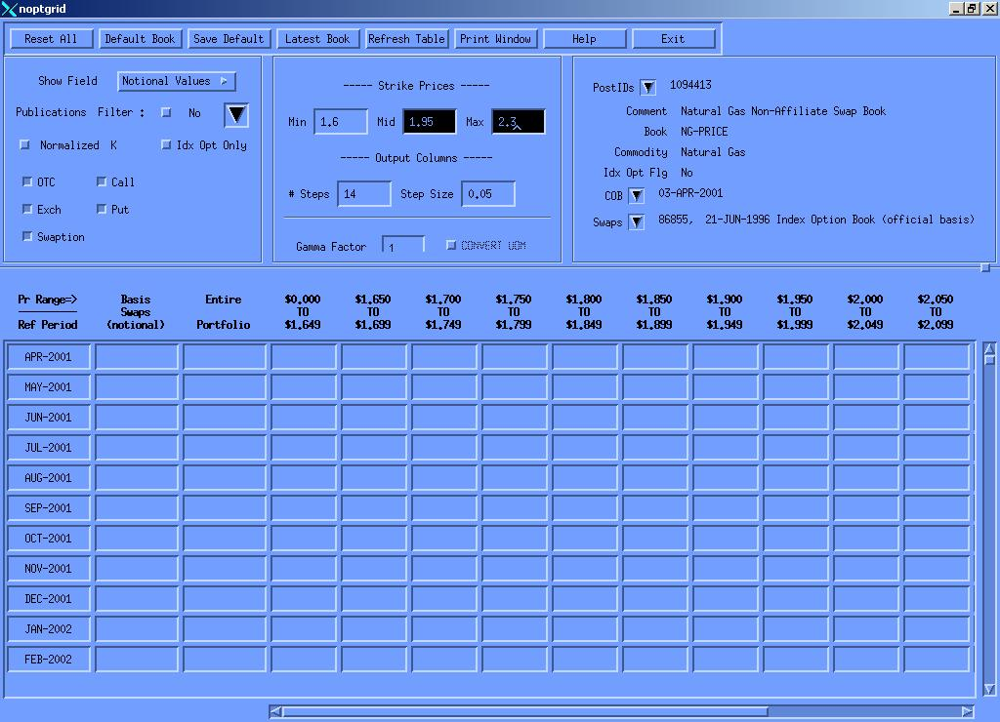 noptgrid
Reset All Default Book Save Default Latest Book Refresh Table Print Window Help Exit
Show Field Notional Values
Publications Filter : No
Normalized K Idx Opt Only
OTC Call
Exch Put
Swaption
----- Strike Prices -----
Min 1.6 Mid 1.95 Max 2.3
----- Output Columns -----
# Steps 14 Step Size 0.05
Gamma Factor 1 CONVERT UOM
PostIDs 1094413
Comment Natural Gas Non-Affiliate Swap Book
Book NG-PRICE
Commodity Natural Gas
Idx Opt Flg No
COB 03-APR-2001
Swaps 86855, 21-JUN-1996 Index Option Book (official basis)
Pr Range=> Basis Entire $0.000 $1.650 $1.700 $1.750 $1.800 $1.850 $1.900 $1.950 $2.000 $2.050
Swaps TO TO TO TO TO TO TO TO TO TO
Ref Period (notional) Portfolio $1.649 $1.699 $1.749 $1.799 $1.849 $1.899 $1.949 $1.999 $2.049 $2.099
APR-2001
MAY-2001
JUN-2001
JUL-2001
AUG-2001
SEP-2001
OCT-2001
NOV-2001
DEC-2001
JAN-2002
FEB-2002